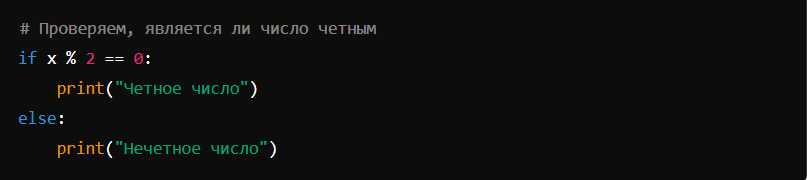 # Проверяем, является ли число четным
if x % 2 == 0:
    print("Четное число")
else:
    print("Нечетное число")